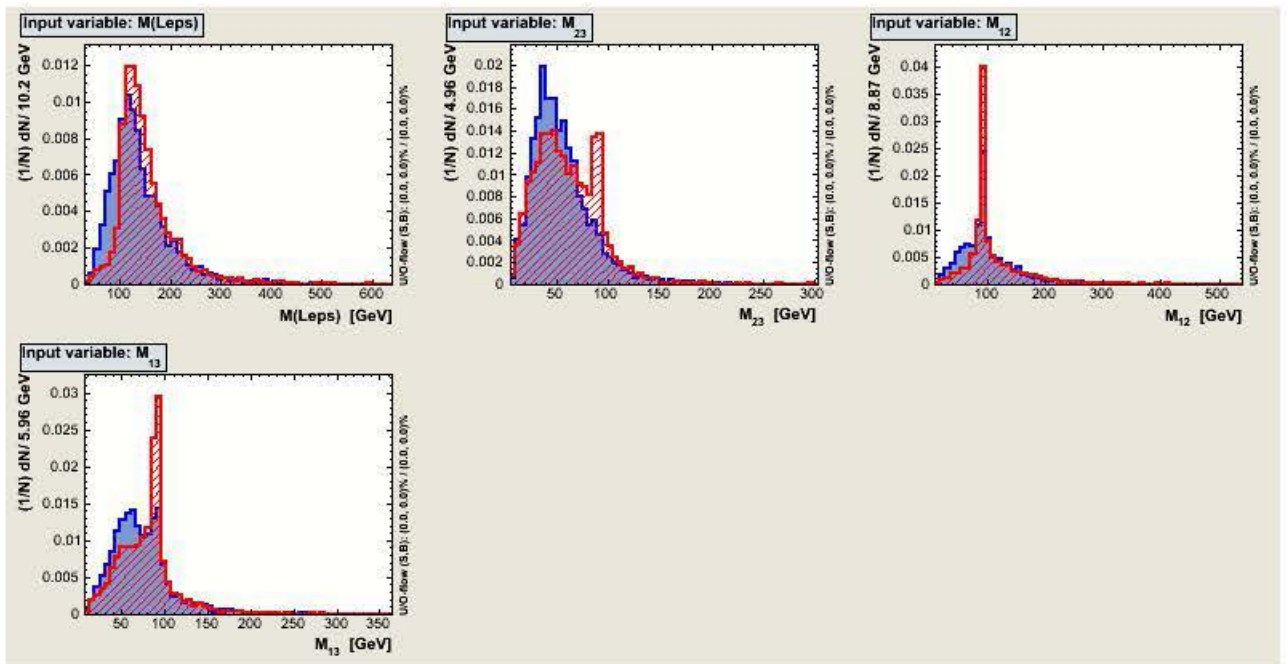 Input variable: M(Leps)
(1/N) dN/ 10.2 GeV
0.012
0.01
0.008
0.006
0.004
0.002
0
100 200 300 400 500 600
M(Leps) [GeV]
U/O-flow (S,B): (0.0, 0.0)% / (0.0, 0.0)%
Input variable: M23
(1/N) dN/ 4.96 GeV
0.02
0.018
0.016
0.014
0.012
0.01
0.008
0.006
0.004
0.002
0
50 100 150 200 250 300
M23 [GeV]
U/O-flow (S,B): (0.0, 0.0)% / (0.0, 0.0)%
Input variable: M12
(1/N) dN/ 8.87 GeV
0.04
0.035
0.03
0.025
0.02
0.015
0.01
0.005
0
100 200 300 400 500
M12 [GeV]
U/O-flow (S,B): (0.0, 0.0)% / (0.0, 0.0)%
Input variable: M13
(1/N) dN/ 5.96 GeV
0.03
0.025
0.02
0.015
0.01
0.005
0
50 100 150 200 250 300 350
M13 [GeV]
U/O-flow (S,B): (0.0, 0.0)% / (0.0, 0.0)%